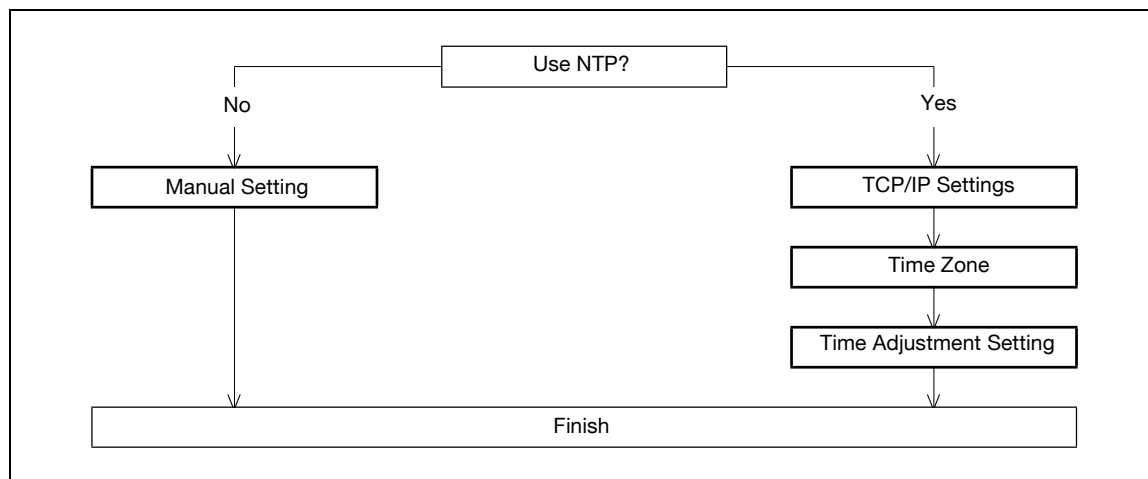 Use NTP?
No
Yes
Manual Setting
TCP/IP Settings
Time Zone
Time Adjustment Setting
Finish